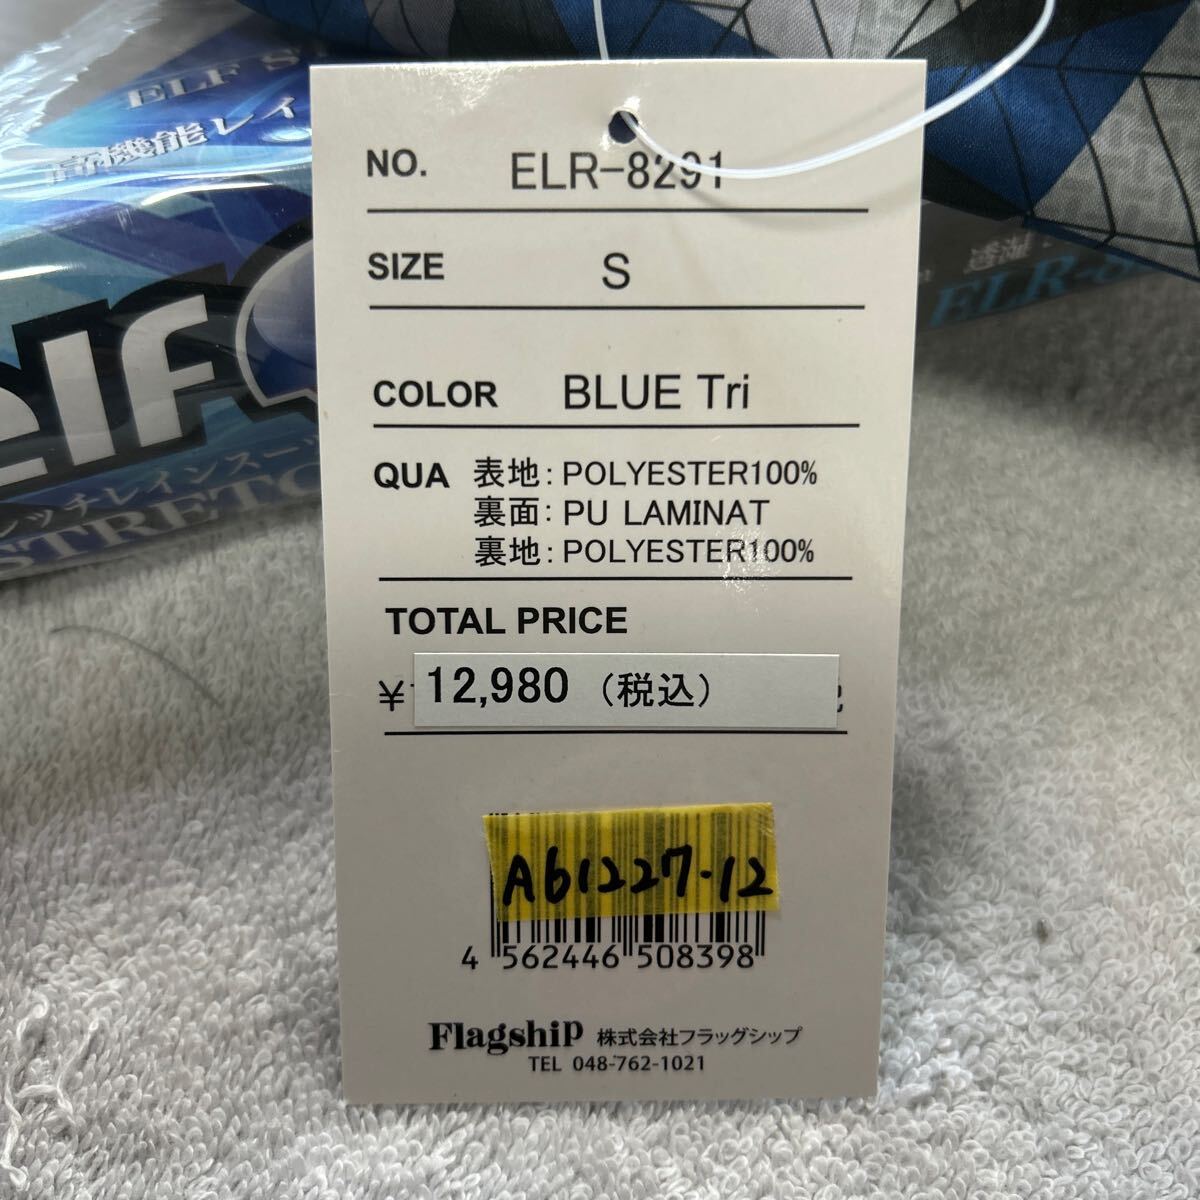 ELF S
高機能レイ
elf
レッチレインスーツ
STRETC
ELR-8
NO. ELR-8291
SIZE S
COLOR BLUE Tri
QUA 表地：POLYESTER100%
裏面：PU LAMINAT
裏地：POLYESTER100%
TOTAL PRICE
¥ 12,980（税込）
A61227-12
4 562446 508398
Flagship 株式会社フラッグシップ
TEL 048-762-1021